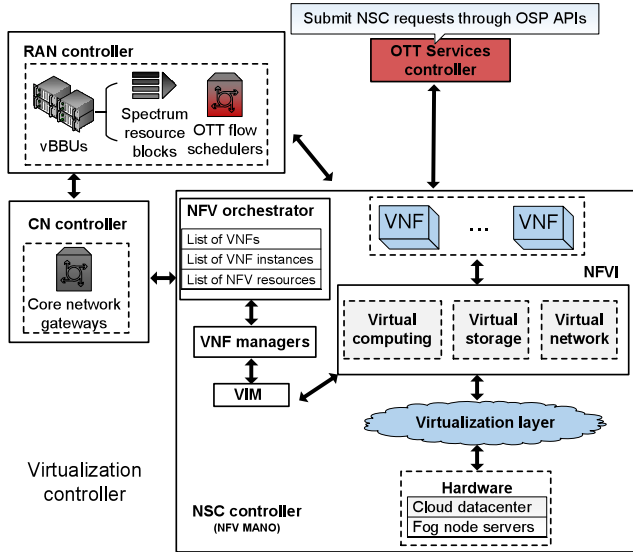 Submit NSC requests through OSP APIs
RAN controller
OTT Services
controller
vBBUs
Spectrum
resource
blocks
OTT flow
schedulers
CN controller
Core network
gateways
NFV orchestrator
List of VNFs
List of VNF instances
List of NFV resources
VNF
...
VNF
NFVI
Virtual
computing
Virtual
storage
Virtual
network
VNF managers
VIM
Virtualization layer
Virtualization
controller
Hardware
Cloud datacenter
Fog node servers
NSC controller
(NFV MANO)